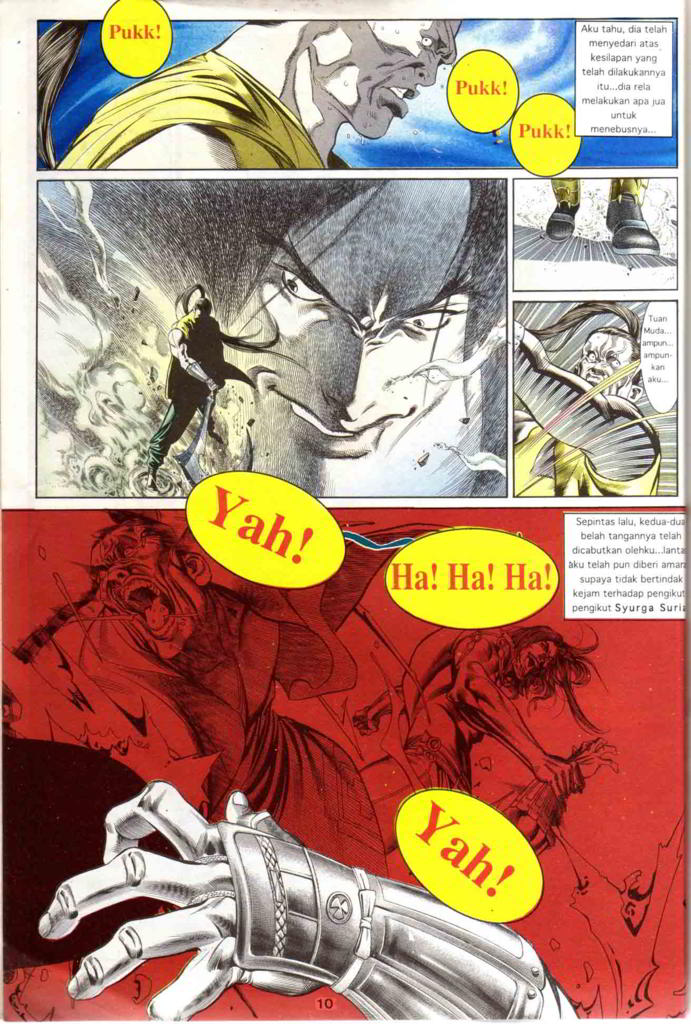 Pukk!
Pukk!
Pukk!
Aku tahu, dia telah
menyedari atas
kesilapan yang
telah dilakukannya
itu...dia rela
melakukan apa jua
untuk
menebusnya...
Tuan
Muda...
ampun...
ampun-
kan
aku...
Yah!
Ha! Ha! Ha!
Sepintas lalu, kedua-dua
belah tangannya telah
dicabutkan olehku...lanta
aku telah pun diberi amara
supaya tidak bertindak
kejam terhadap pengikut
pengikut Syurga Suria
Yah!
10